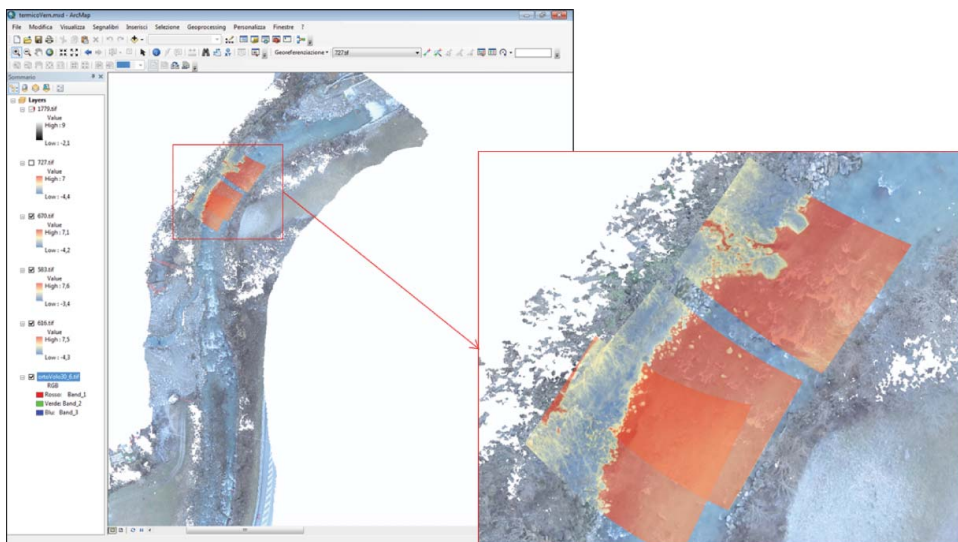 termicoVern.mxd - ArcMap
File Modifica Visualizza Segnalibri Inserisci Selezione Geoprocessing Personalizza Finestre ?
Georeferenziazione 727.tif
Sommario
Layers
1779.tif
Value
High : 9
Low : -2,1
727.tif
Value
High : 7
Low : -4,4
670.tif
Value
High : 7,1
Low : -4,2
583.tif
Value
High : 7,6
Low : -3,4
616.tif
Value
High : 7,5
Low : -4,3
RGB
Rosso: Band_1
Verde: Band_2
Blu: Band_3